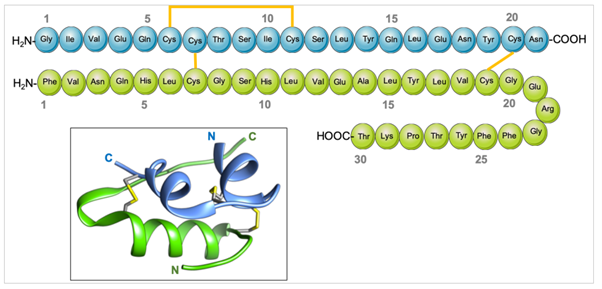 1 5 10 15 20
H₂N- Gly Ile Val Glu Gln Cys Cys Thr Ser Ile Cys Ser Leu Tyr Gln Leu Glu Asn Tyr Cys Asn -COOH
H₂N- Phe Val Asn Gln His Leu Cys Gly Ser His Leu Val Glu Ala Leu Tyr Leu Val Cys Gly Glu
1 5 10 15 20
Arg
HOOC- Thr Lys Pro Thr Tyr Phe Phe Gly
30 25
N C
C
N